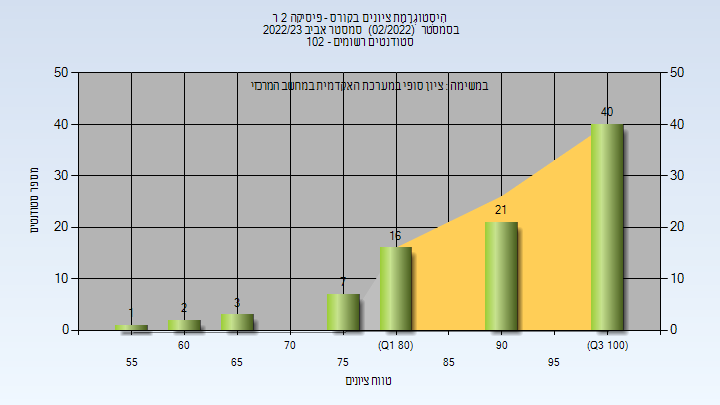 היסטוגרמת ציונים בקורס - פיסיקה 2 ר
בסמסטר (02/2022) סמסטר אביב 2022/23
סטודנטים רשומים - 102
במשימה : ציון סופי במערכת האקדמית במחשב המרכזי
מספר סטודנטים
50 50
40 40
30 30
20 20
10 10
0 0
1 2 3 7 16 21 40
60 70 (Q1 80) 90 (Q3 100)
55 65 75 85 95
טווח ציונים